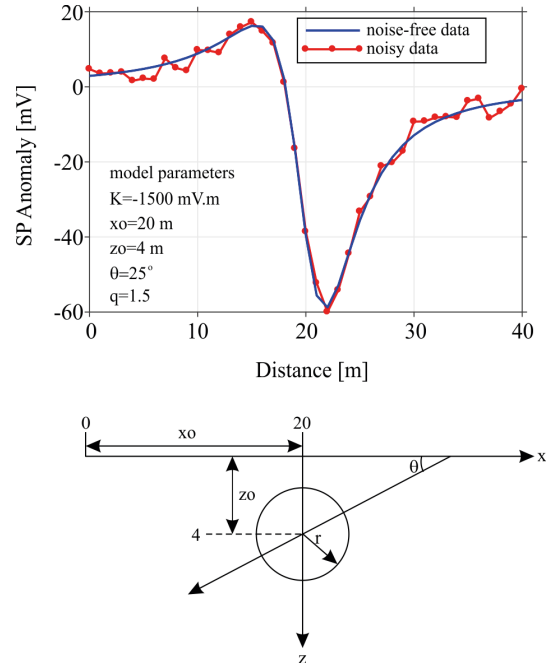 20
0
-20
-40
-60
SP Anomaly [mV]
noise-free data
noisy data
model parameters
K=-1500 mV.m
xo=20 m
zo=4 m
θ=25°
q=1.5
0 10 20 30 40
Distance [m]
0 20
xo
x
θ
zo
4
r
z